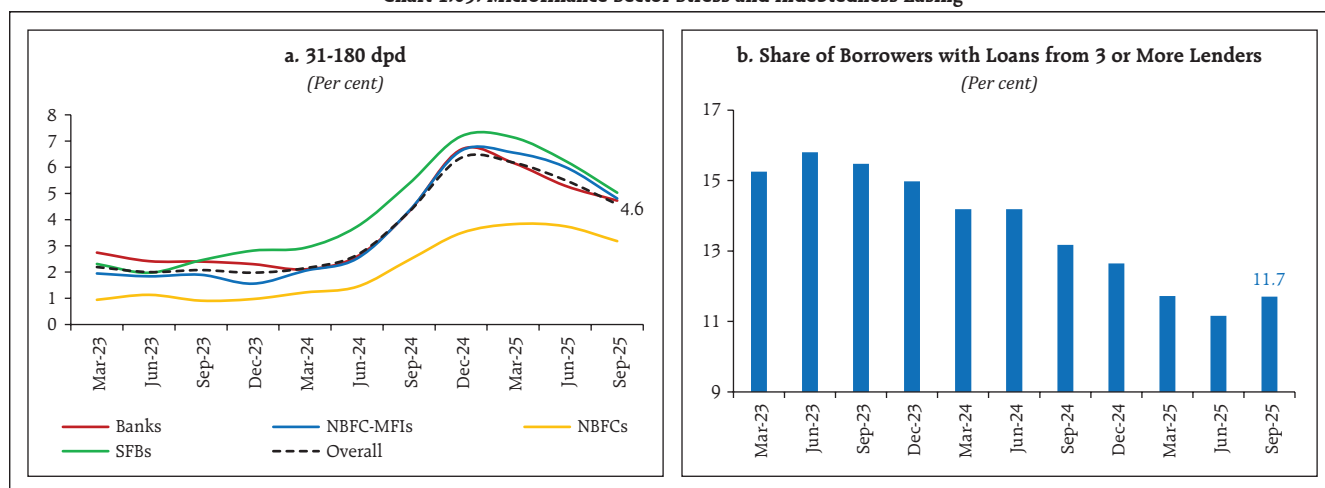 a. 31-180 dpd
(Per cent)
8
7
6
5
4
3
2
1
0
4.6
Mar-23
Jun-23
Sep-23
Dec-23
Mar-24
Jun-24
Sep-24
Dec-24
Mar-25
Jun-25
Sep-25
Banks
NBFC-MFIs
NBFCs
SFBs
Overall
b. Share of Borrowers with Loans from 3 or More Lenders
(Per cent)
17
15
13
11
9
11.7
Mar-23
Jun-23
Sep-23
Dec-23
Mar-24
Jun-24
Sep-24
Dec-24
Mar-25
Jun-25
Sep-25